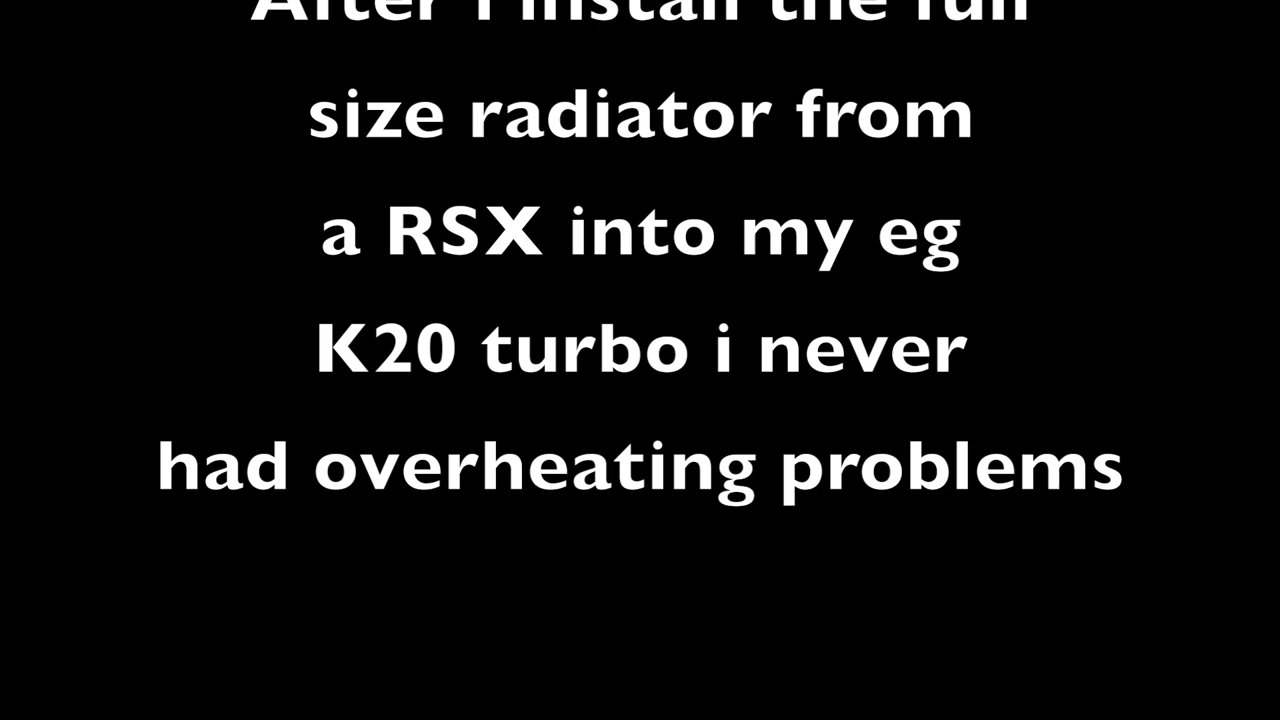 After i install the full
size radiator from
a RSX into my eg
K20 turbo i never
had overheating problems